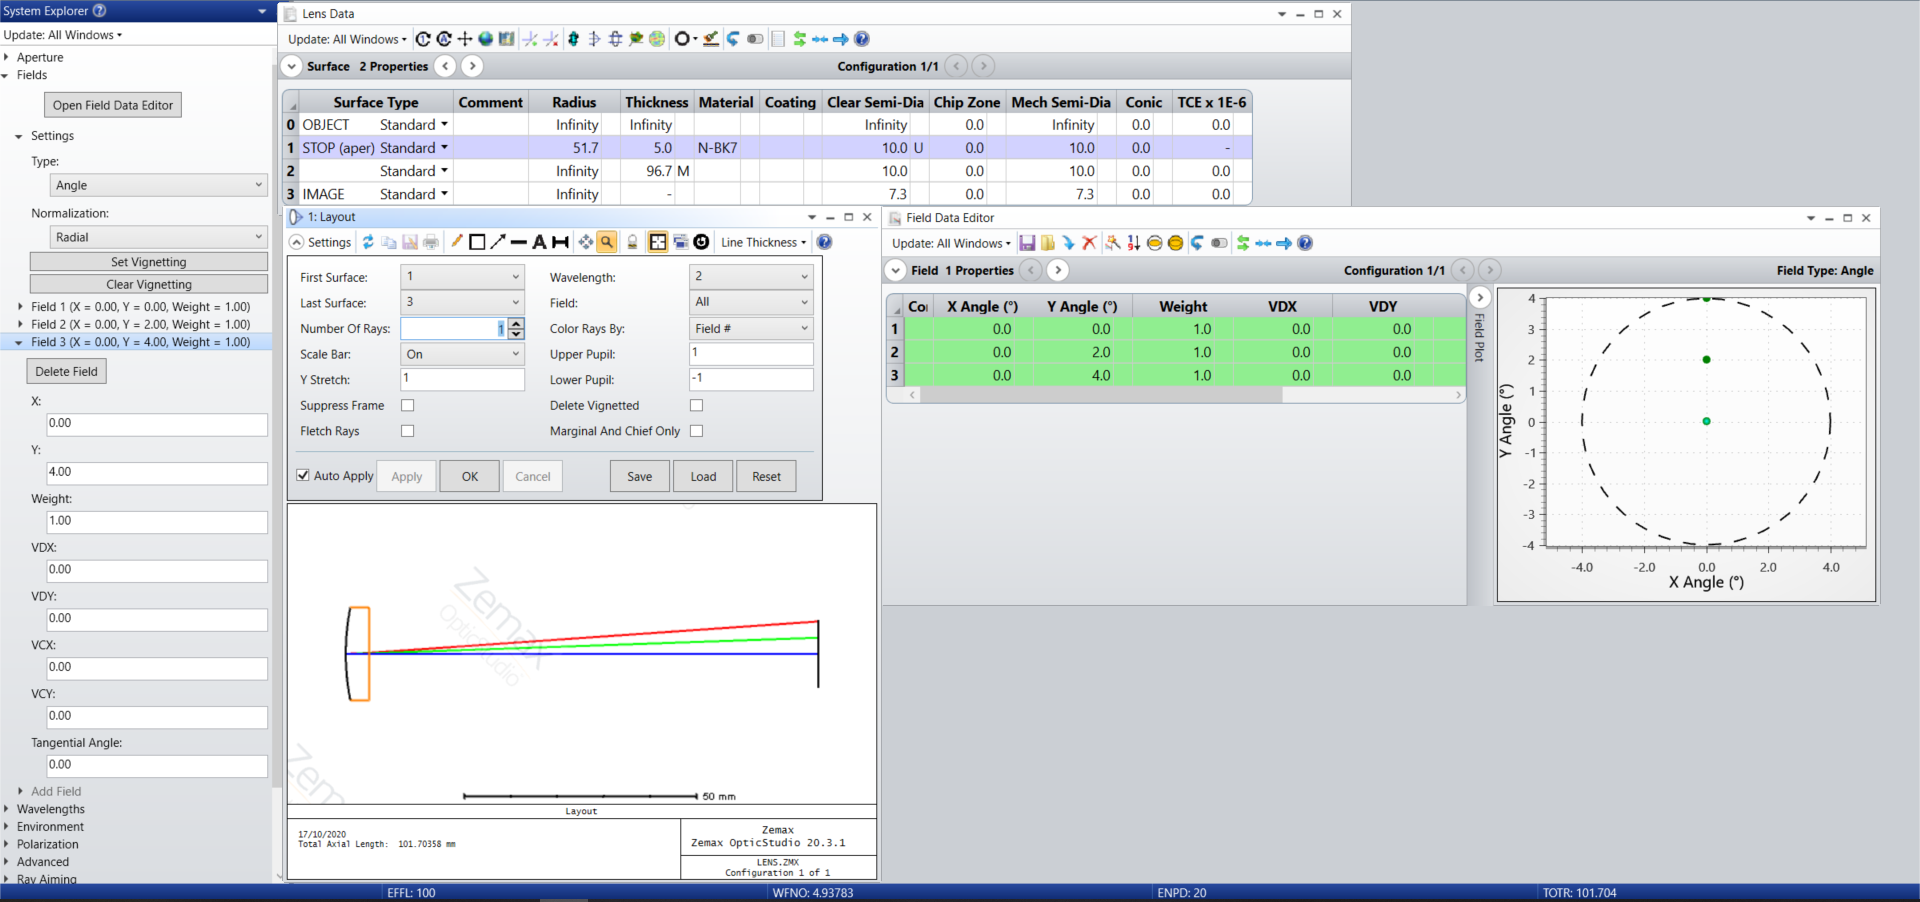 System Explorer
Update: All Windows
Aperture
Fields
Open Field Data Editor
Settings
Type:
Angle
Normalization:
Radial
Set Vignetting
Clear Vignetting
Field 1 (X = 0.00, Y = 0.00, Weight = 1.00)
Field 2 (X = 0.00, Y = 2.00, Weight = 1.00)
Field 3 (X = 0.00, Y = 4.00, Weight = 1.00)
Delete Field
X:
0.00
Y:
4.00
Weight:
1.00
VDX:
0.00
VDY:
0.00
VCX:
0.00
VCY:
0.00
Tangential Angle:
0.00
Add Field
Wavelengths
Environment
Polarization
Advanced
Ray Aiming
Lens Data
Update: All Windows
Surface 2 Properties Configuration 1/1
Surface Type Comment Radius Thickness Material Coating Clear Semi-Dia Chip Zone Mech Semi-Dia Conic TCE x 1E-6
0 OBJECT Standard Infinity Infinity Infinity 0.0 Infinity 0.0 0.0
1 STOP (aper) Standard 51.7 5.0 N-BK7 10.0 U 0.0 10.0 0.0 -
2 Standard Infinity 96.7 M 10.0 0.0 10.0 0.0 0.0
3 IMAGE Standard Infinity - 7.3 0.0 7.3 0.0 0.0
1: Layout
Settings Line Thickness
First Surface: 1 Wavelength: 2
Last Surface: 3 Field: All
Number Of Rays: 1 Color Rays By: Field #
Scale Bar: On Upper Pupil: 1
Y Stretch: 1 Lower Pupil: -1
Suppress Frame Delete Vignetted
Fletch Rays Marginal And Chief Only
Auto Apply Apply OK Cancel Save Load Reset
Zemax
OpticStudio
Zem
50 mm
Layout
17/10/2020
Total Axial Length: 101.70358 mm
Zemax
Zemax OpticStudio 20.3.1
LENS.ZMX
Configuration 1 of 1
Field Data Editor
Update: All Windows
Field 1 Properties Configuration 1/1 Field Type: Angle
Co X Angle (°) Y Angle (°) Weight VDX VDY
1 0.0 0.0 1.0 0.0 0.0
2 0.0 2.0 1.0 0.0 0.0
3 0.0 4.0 1.0 0.0 0.0
Field Plot
Y Angle (°)
4
3
2
1
0
-1
-2
-3
-4
-4.0 -2.0 0.0 2.0 4.0
X Angle (°)
EFFL: 100 WFNO: 4.93783 ENPD: 20 TOTR: 101.704